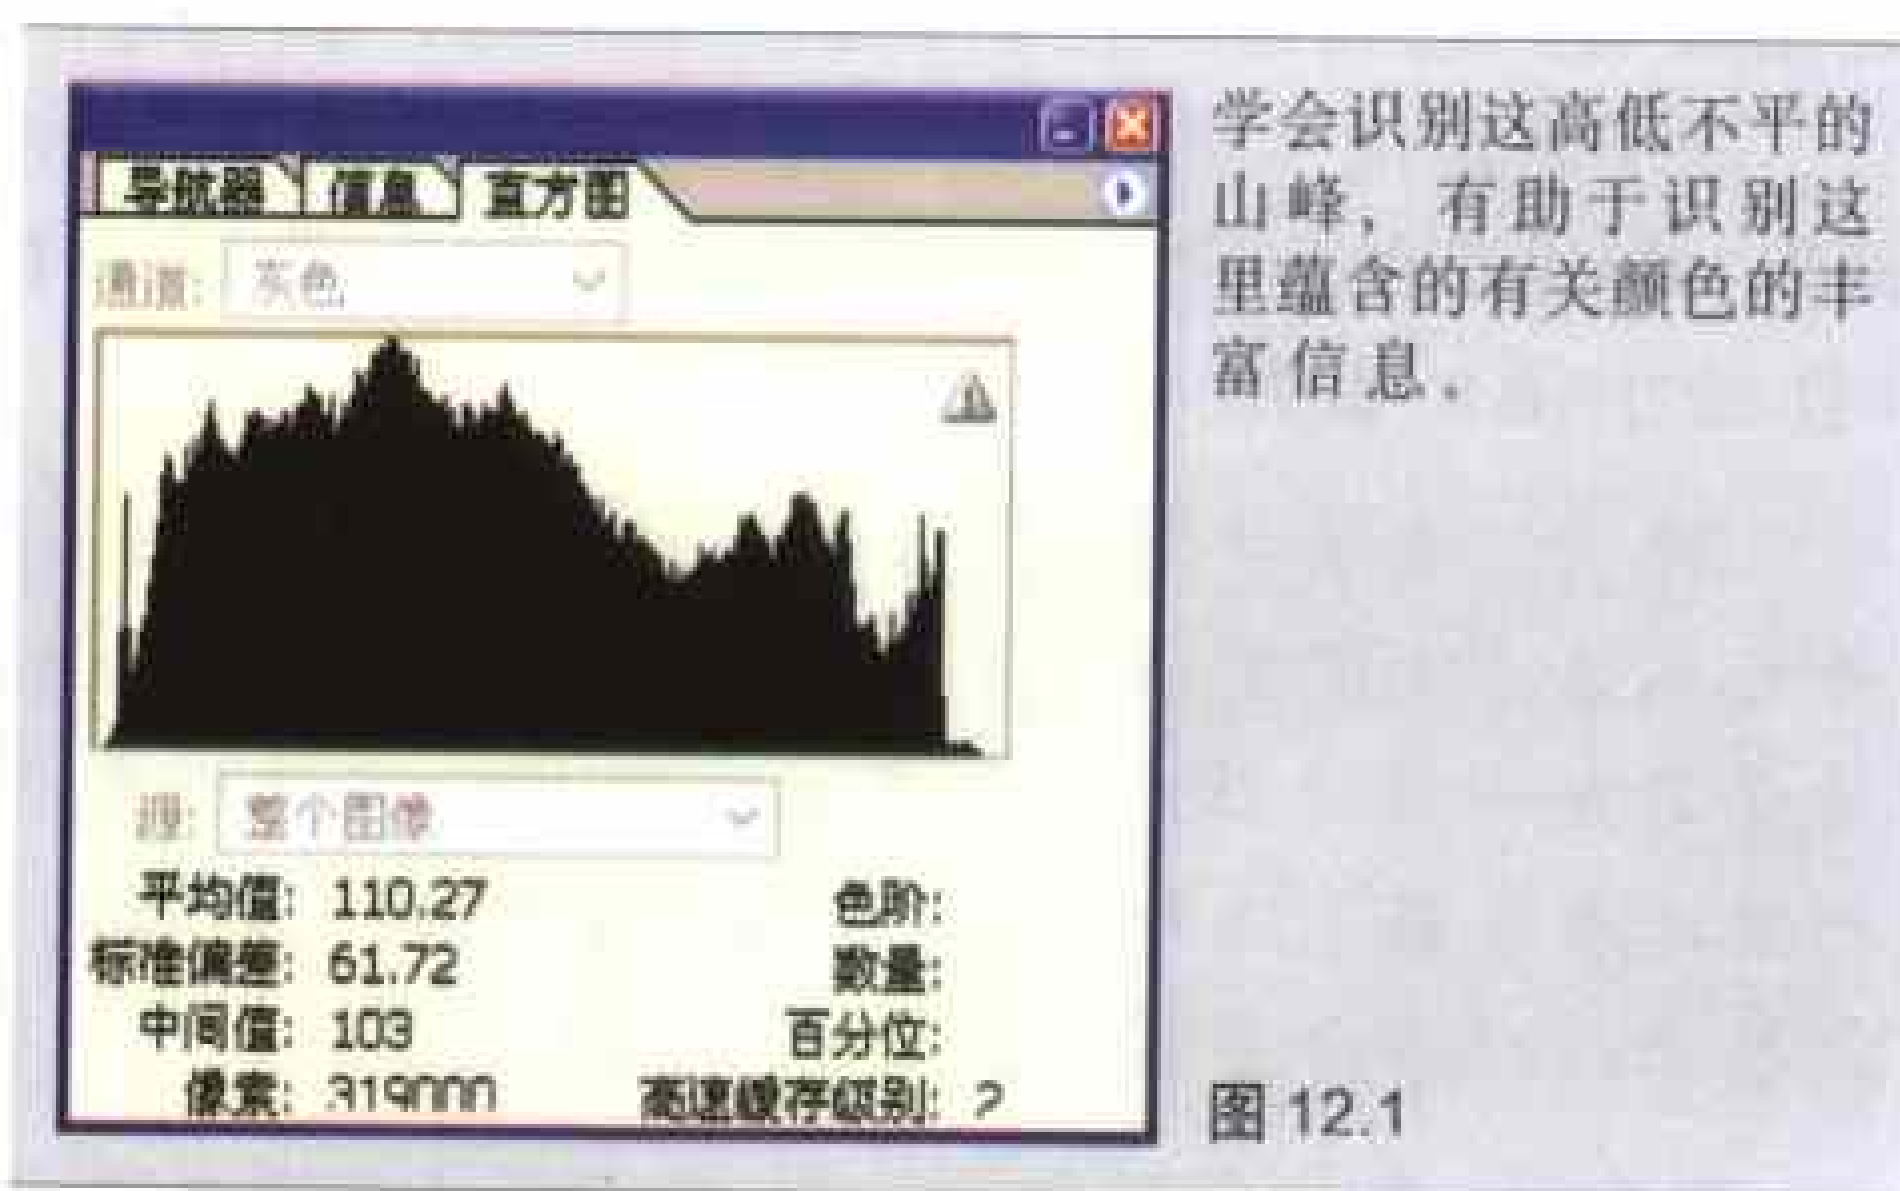 导航器 信息 直方图
通道: 灰色
源: 整个图像
平均值: 110.27 色阶:
标准偏差: 61.72 数量:
中间值: 103 百分位:
像素: 319000 高速缓存级别: 2
学会识别这高低不平的
山峰，有助于识别这
里蕴含的有关颜色的丰
富信息。
图 12.1